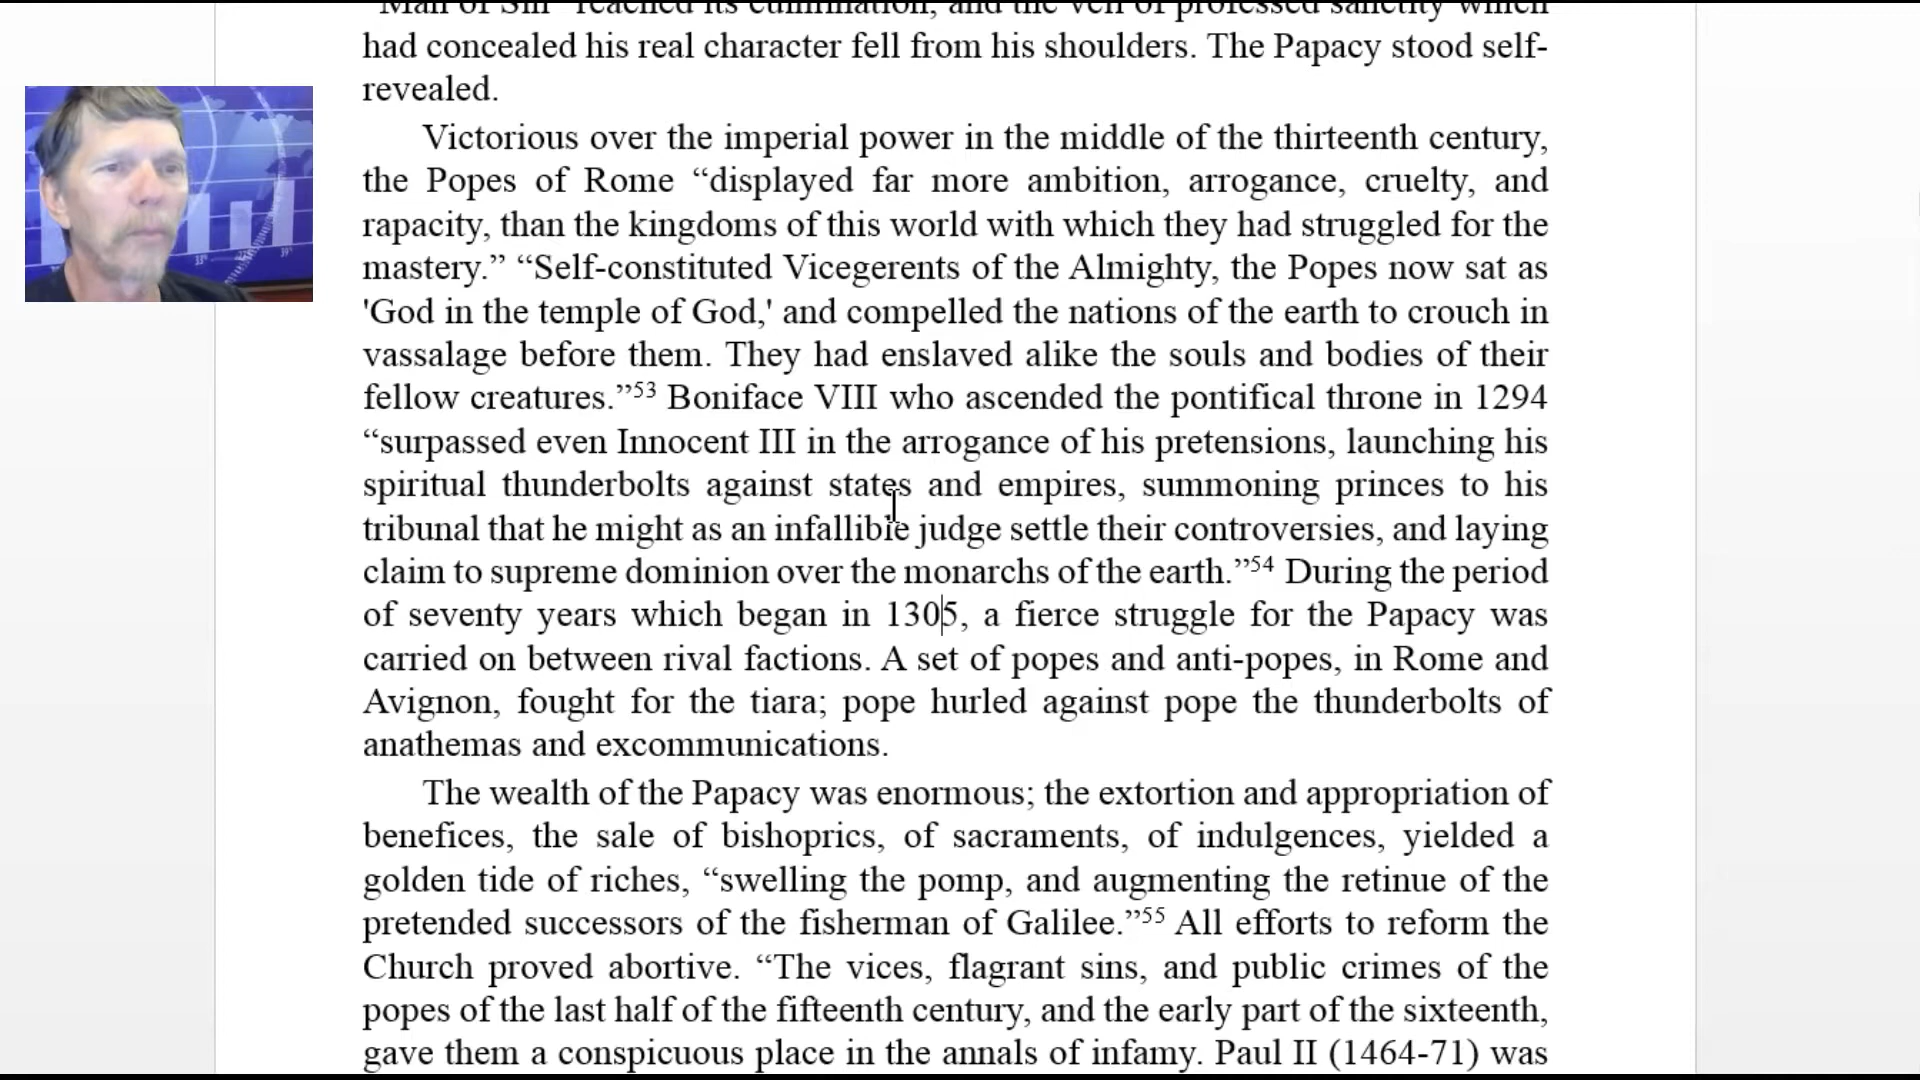 "Man of Sin" reached its culmination, and the veil of professed sanctity which
had concealed his real character fell from his shoulders. The Papacy stood self-
revealed.
Victorious over the imperial power in the middle of the thirteenth century,
the Popes of Rome “displayed far more ambition, arrogance, cruelty, and
rapacity, than the kingdoms of this world with which they had struggled for the
mastery.” “Self-constituted Vicegerents of the Almighty, the Popes now sat as
'God in the temple of God,' and compelled the nations of the earth to crouch in
vassalage before them. They had enslaved alike the souls and bodies of their
fellow creatures.”53 Boniface VIII who ascended the pontifical throne in 1294
“surpassed even Innocent III in the arrogance of his pretensions, launching his
spiritual thunderbolts against states and empires, summoning princes to his
tribunal that he might as an infallible judge settle their controversies, and laying
claim to supreme dominion over the monarchs of the earth.”54 During the period
of seventy years which began in 1305, a fierce struggle for the Papacy was
carried on between rival factions. A set of popes and anti-popes, in Rome and
Avignon, fought for the tiara; pope hurled against pope the thunderbolts of
anathemas and excommunications.
The wealth of the Papacy was enormous; the extortion and appropriation of
benefices, the sale of bishoprics, of sacraments, of indulgences, yielded a
golden tide of riches, “swelling the pomp, and augmenting the retinue of the
pretended successors of the fisherman of Galilee.”55 All efforts to reform the
Church proved abortive. “The vices, flagrant sins, and public crimes of the
popes of the last half of the fifteenth century, and the early part of the sixteenth,
gave them a conspicuous place in the annals of infamy. Paul II (1464-71) was